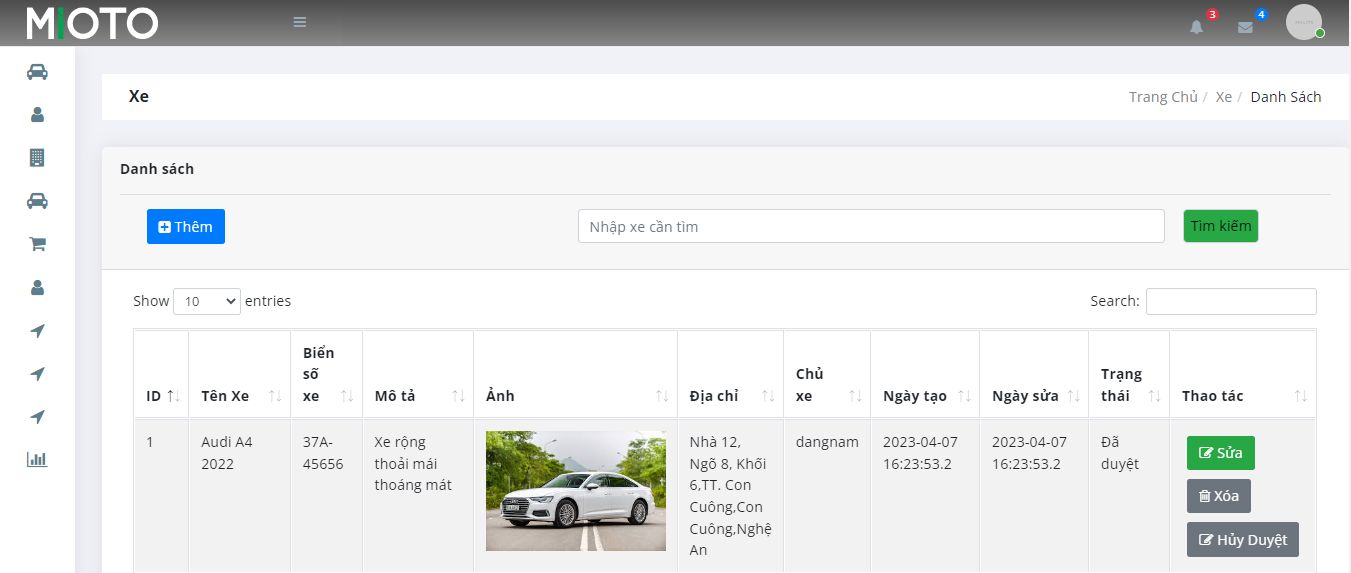 MIOTO
3
4
Xe
Trang Chủ / Xe / Danh Sách
Danh sách
Thêm
Nhập xe cần tìm
Tìm kiếm
Show 10 entries
Search:
ID
Tên Xe
Biển
số
xe
Mô tả
Ảnh
Địa chỉ
Chủ
xe
Ngày tạo
Ngày sửa
Trạng
thái
Thao tác
1
Audi A4
2022
37A-
45656
Xe rộng
thoải mái
thoáng mát
Nhà 12,
Ngõ 8, Khối
6,TT. Con
Cuông,Con
Cuông,Nghệ
An
dangnam
2023-04-07
16:23:53.2
2023-04-07
16:23:53.2
Đã
duyệt
Sửa
Xóa
Hủy Duyệt